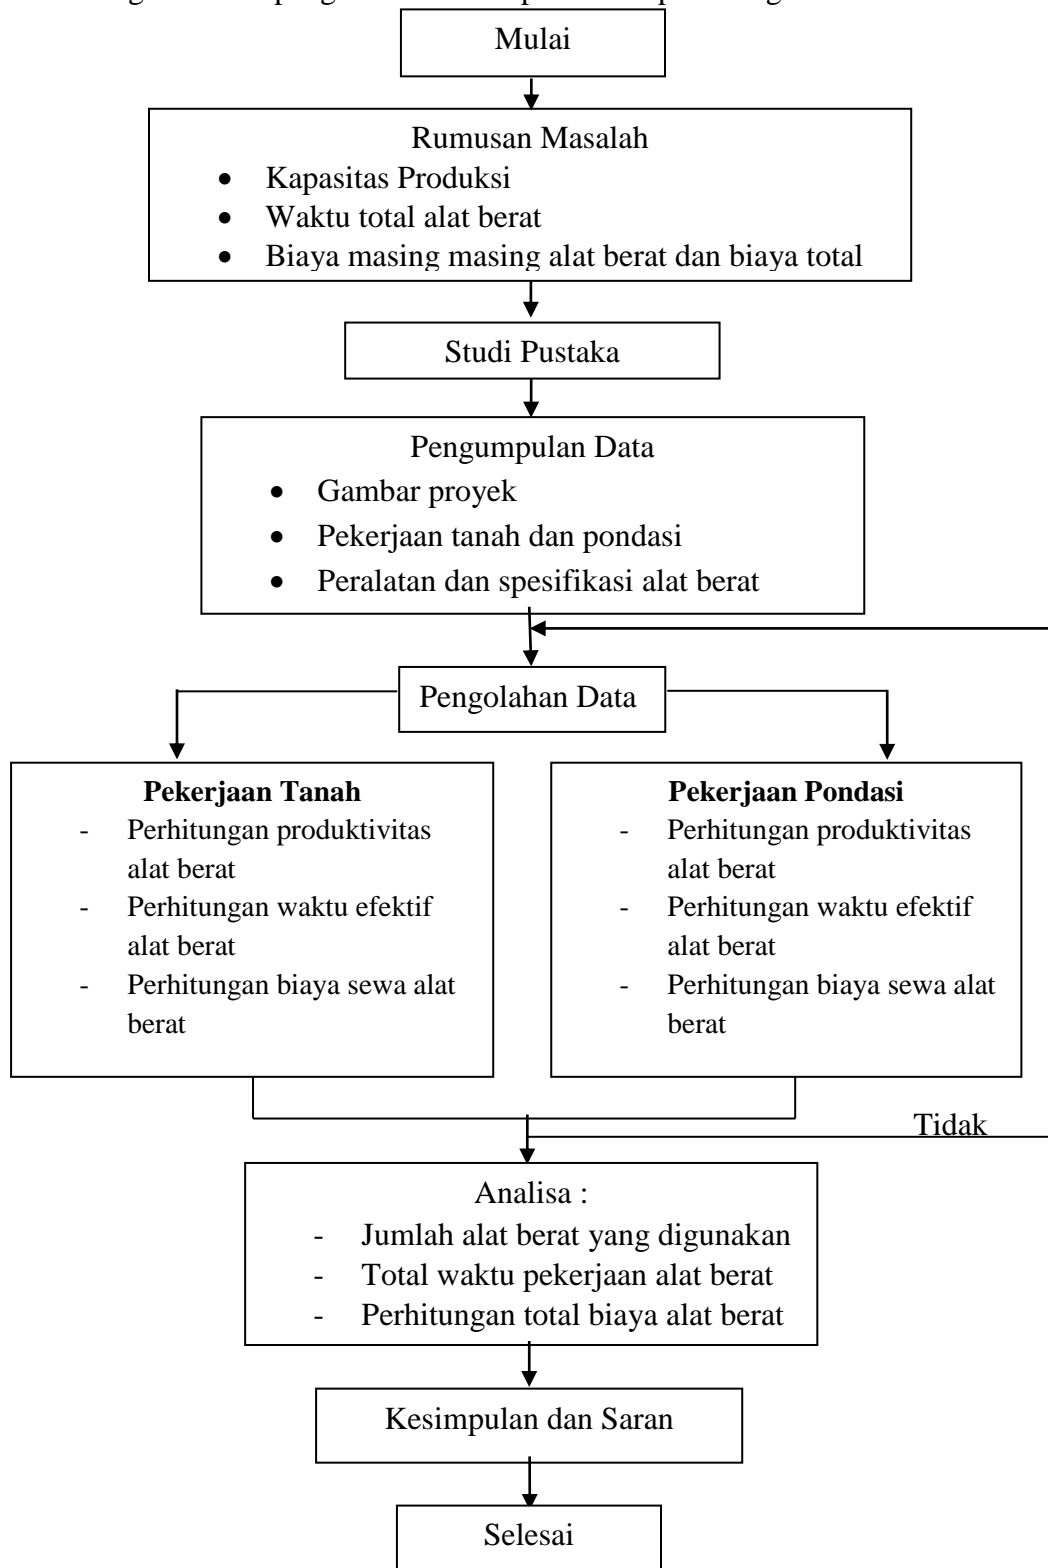 Mulai
Rumusan Masalah
• Kapasitas Produksi
• Waktu total alat berat
• Biaya masing masing alat berat dan biaya total
Studi Pustaka
Pengumpulan Data
• Gambar proyek
• Pekerjaan tanah dan pondasi
• Peralatan dan spesifikasi alat berat
Pengolahan Data
Pekerjaan Tanah
- Perhitungan produktivitas
alat berat
- Perhitungan waktu efektif
alat berat
- Perhitungan biaya sewa alat
berat
Pekerjaan Pondasi
- Perhitungan produktivitas
alat berat
- Perhitungan waktu efektif
alat berat
- Perhitungan biaya sewa alat
berat
Tidak
Analisa :
- Jumlah alat berat yang digunakan
- Total waktu pekerjaan alat berat
- Perhitungan total biaya alat berat
Kesimpulan dan Saran
Selesai